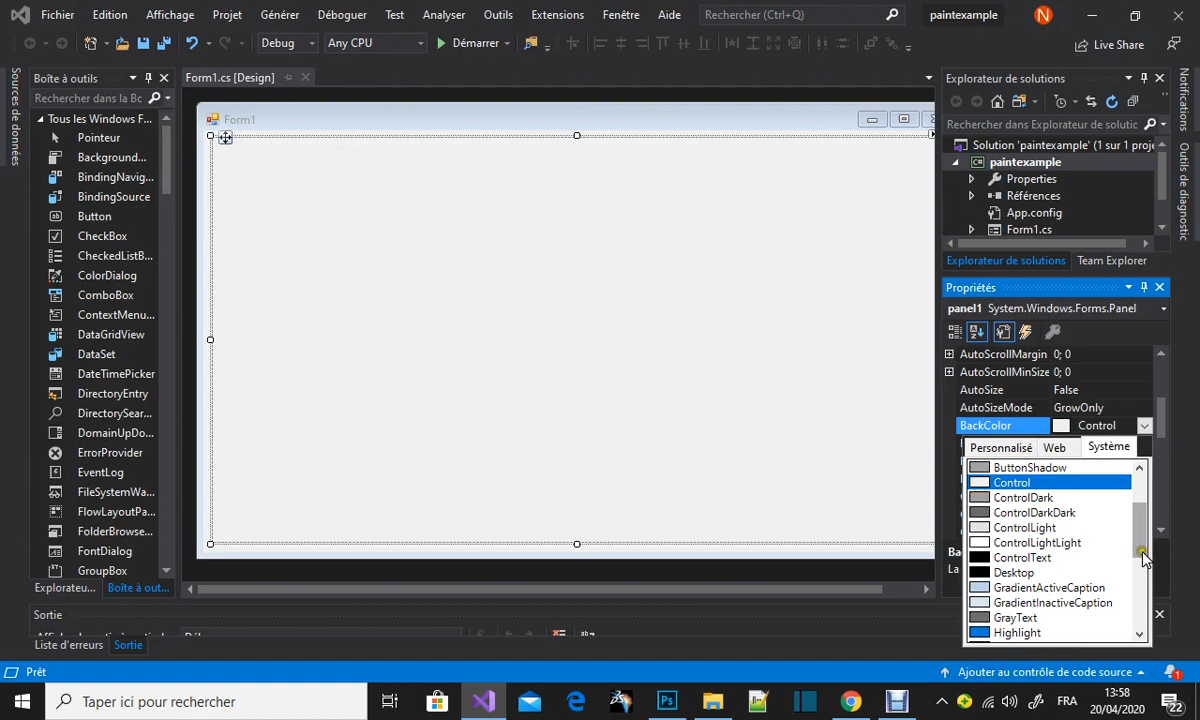 Fichier Edition Affichage Projet Générer Déboguer Test Analyser Outils Extensions Fenêtre Aide Rechercher (Ctrl+Q) paintexample N
Debug Any CPU Démarrer Live Share
Sources de données
Boîte à outils
Rechercher dans la Bc
Tous les Windows F...
Pointeur
Background...
BindingNavig...
BindingSource
Button
CheckBox
CheckedListB...
ColorDialog
ComboBox
ContextMenu...
DataGridView
DataSet
DateTimePicker
DirectoryEntry
DirectorySear...
DomainUpDo...
ErrorProvider
EventLog
FileSystemWa...
FlowLayoutPa...
FolderBrowse...
FontDialog
GroupBox
Explorateu... Boîte à out...
Form1.cs [Design]
Form1
Sortie
Liste d'erreurs Sortie
Explorateur de solutions
Rechercher dans Explorateur de solutic
Solution 'paintexample' (1 sur 1 proje
C# paintexample
Properties
Références
App.config
Form1.cs
Explorateur de solutions Team Explorer
Notifications
Outils de diagnostic
Propriétés
panel1 System.Windows.Forms.Panel
AutoScrollMargin 0; 0
AutoScrollMinSize 0; 0
AutoSize False
AutoSizeMode GrowOnly
BackColor Control
Personnalisé Web Système
ButtonShadow
Control
ControlDark
ControlDarkDark
ControlLight
ControlLightLight
ControlText
Desktop
GradientActiveCaption
GradientInactiveCaption
GrayText
Highlight
Ba
La
Prêt Ajouter au contrôle de code source 1
Taper ici pour rechercher Ps FRA 13:58
20/04/2020 22